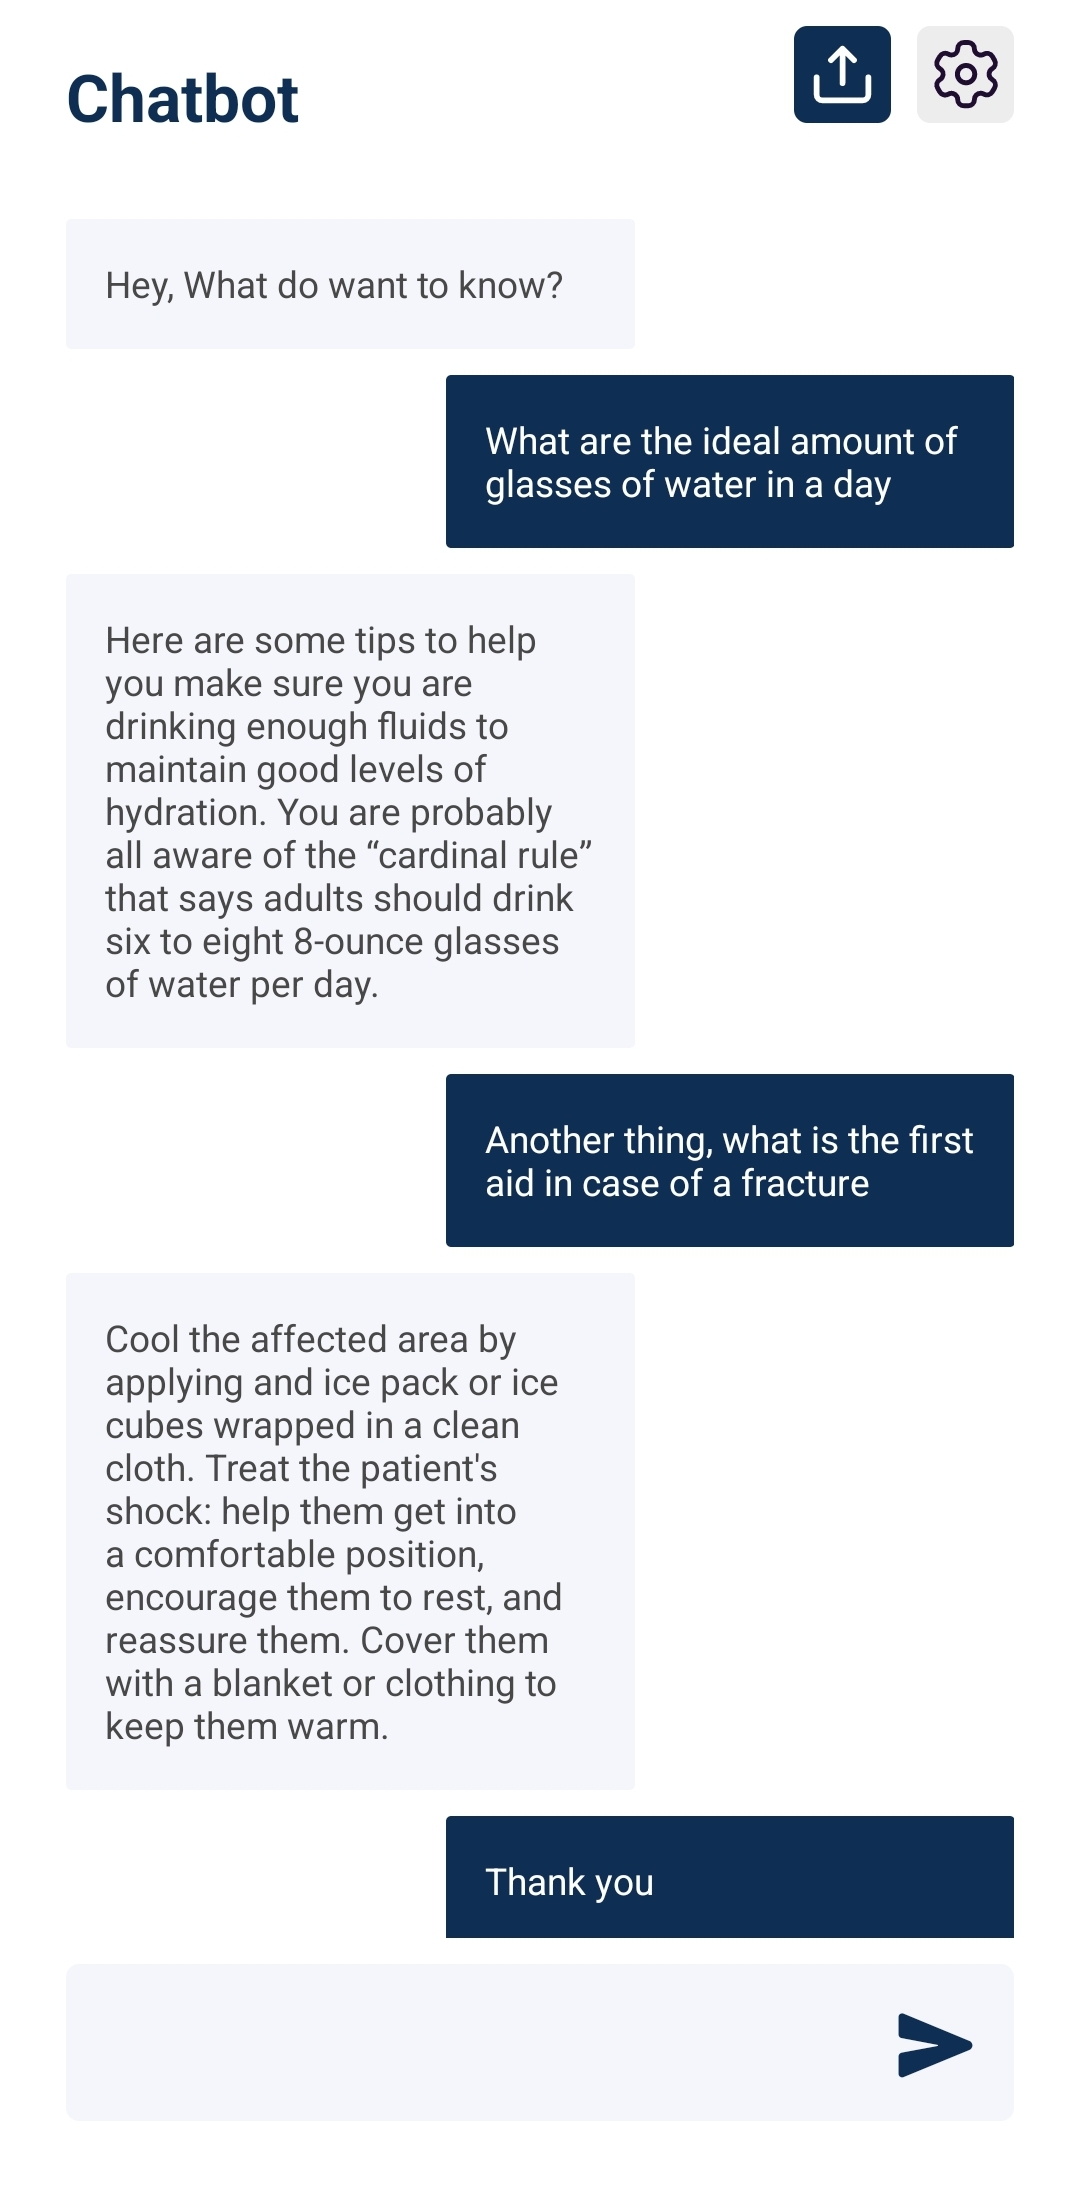 Chatbot
Hey, What do want to know?
What are the ideal amount of
glasses of water in a day
Here are some tips to help
you make sure you are
drinking enough fluids to
maintain good levels of
hydration. You are probably
all aware of the “cardinal rule”
that says adults should drink
six to eight 8-ounce glasses
of water per day.
Another thing, what is the first
aid in case of a fracture
Cool the affected area by
applying and ice pack or ice
cubes wrapped in a clean
cloth. Treat the patient's
shock: help them get into
a comfortable position,
encourage them to rest, and
reassure them. Cover them
with a blanket or clothing to
keep them warm.
Thank you